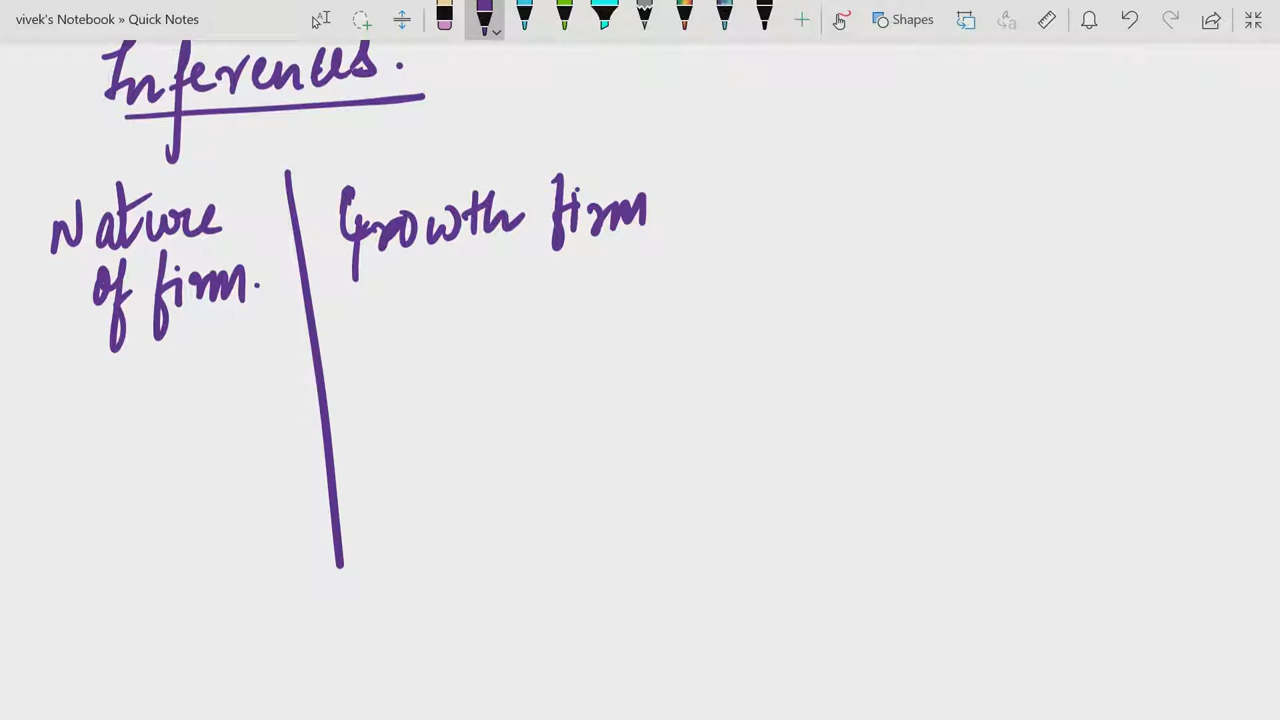 vivek's Notebook » Quick Notes
Shapes
Inferences.
Nature
of firm.
Growth firm